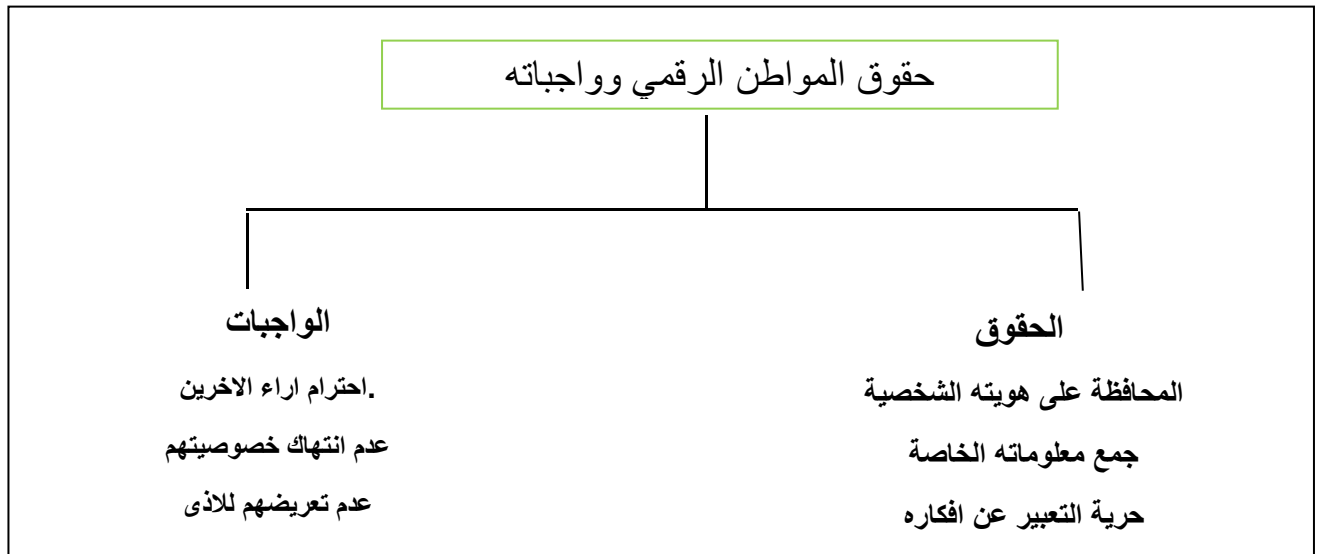 حقوق المواطن الرقمي وواجباته
الحقوق
المحافظة على هويته الشخصية
جمع معلوماته الخاصة
حرية التعبير عن افكاره
الواجبات
.احترام اراء الاخرين
عدم انتهاك خصوصيتهم
عدم تعريضهم للاذى